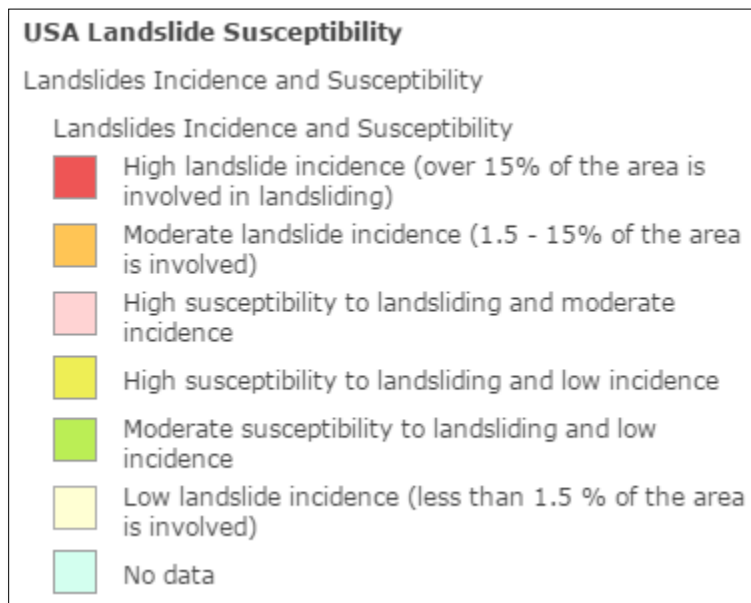 USA Landslide Susceptibility
Landslides Incidence and Susceptibility
Landslides Incidence and Susceptibility
High landslide incidence (over 15% of the area is
involved in landsliding)
Moderate landslide incidence (1.5 - 15% of the area
is involved)
High susceptibility to landsliding and moderate
incidence
High susceptibility to landsliding and low incidence
Moderate susceptibility to landsliding and low
incidence
Low landslide incidence (less than 1.5 % of the area
is involved)
No data